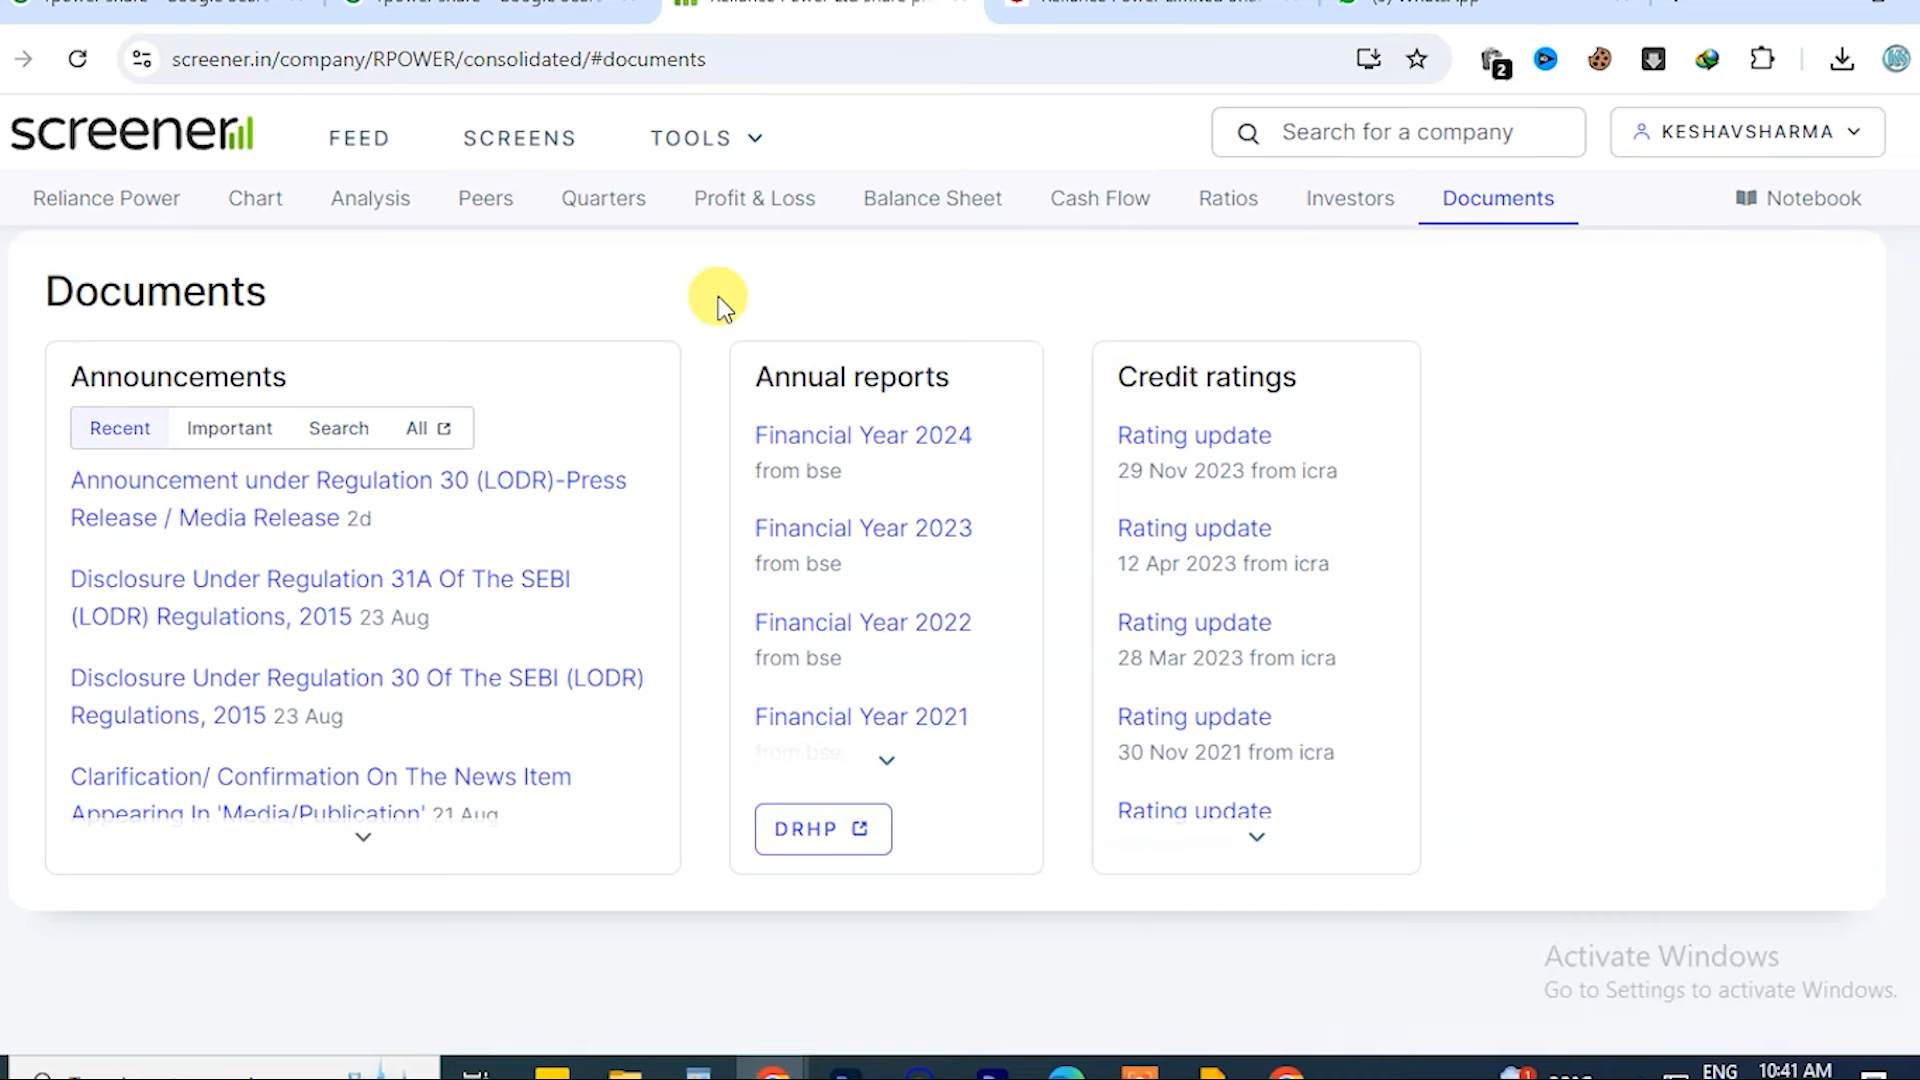 screener.in/company/RPOWER/consolidated/#documents
2
screener
FEED
SCREENS
TOOLS
Search for a company
KESHAVSHARMA
Reliance Power
Chart
Analysis
Peers
Quarters
Profit & Loss
Balance Sheet
Cash Flow
Ratios
Investors
Documents
Notebook
Documents
Announcements
Recent
Important
Search
All
Announcement under Regulation 30 (LODR)-Press
Release / Media Release 2d
Disclosure Under Regulation 31A Of The SEBI
(LODR) Regulations, 2015 23 Aug
Disclosure Under Regulation 30 Of The SEBI (LODR)
Regulations, 2015 23 Aug
Clarification/ Confirmation On The News Item
Appearing In 'Media/Publication' 21 Aug
Annual reports
Financial Year 2024
from bse
Financial Year 2023
from bse
Financial Year 2022
from bse
Financial Year 2021
from bse
DRHP
Credit ratings
Rating update
29 Nov 2023 from icra
Rating update
12 Apr 2023 from icra
Rating update
28 Mar 2023 from icra
Rating update
30 Nov 2021 from icra
Rating update
Activate Windows
Go to Settings to activate Windows.
ENG
10:41 AM